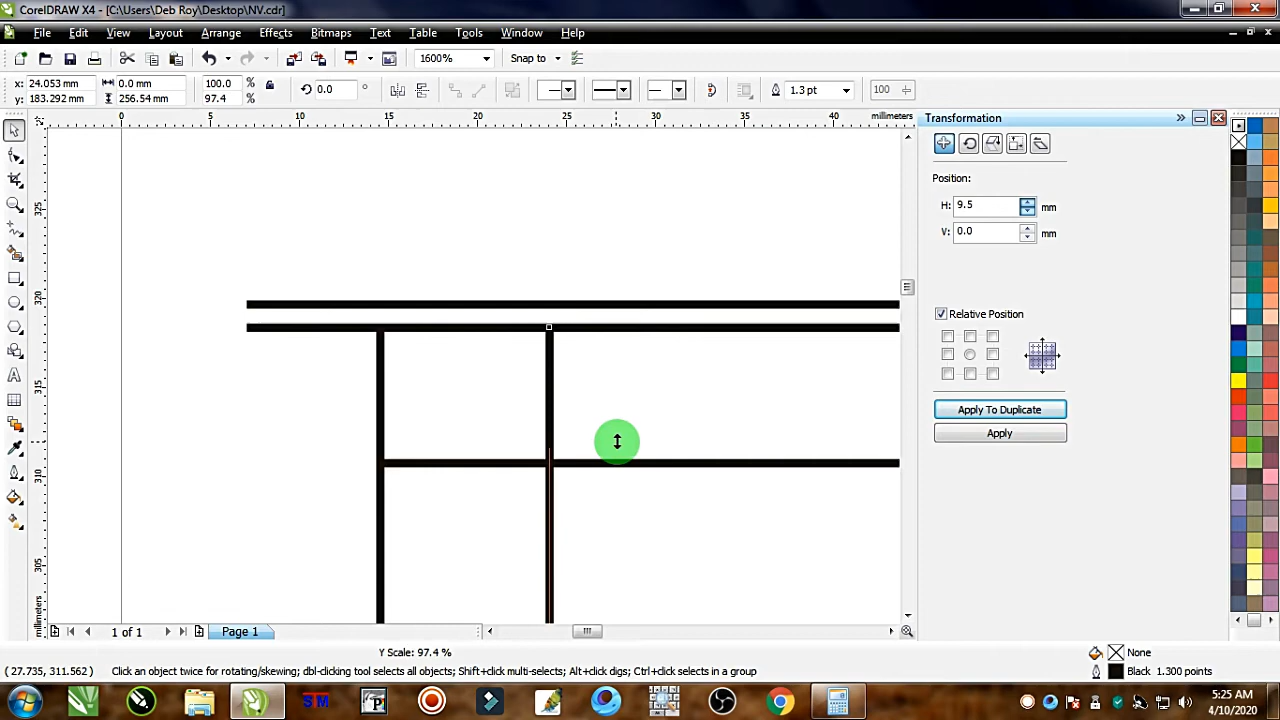 CorelDRAW X4 - [C:\Users\Deb Roy\Desktop\NV.cdr]
File Edit View Layout Arrange Effects Bitmaps Text Table Tools Window Help
1600% Snap to
x: 24.053 mm 0.0 mm 100.0 % 0.0 ° 1.3 pt 100
y: 183.292 mm 256.54 mm 97.4 %
0 5 10 15 20 25 30 35 40 millimeters
325
320
315
310
305
millimeters
Transformation
Position:
H: 9.5 mm
V: 0.0 mm
Relative Position
Apply To Duplicate
Apply
1 of 1 Page 1
Y Scale: 97.4 % None
( 27.735, 311.562 ) Click an object twice for rotating/skewing; dbl-clicking tool selects all objects; Shift+click multi-selects; Alt+click digs; Ctrl+click selects in a group Black 1.300 points
SM 5:25 AM
4/10/2020